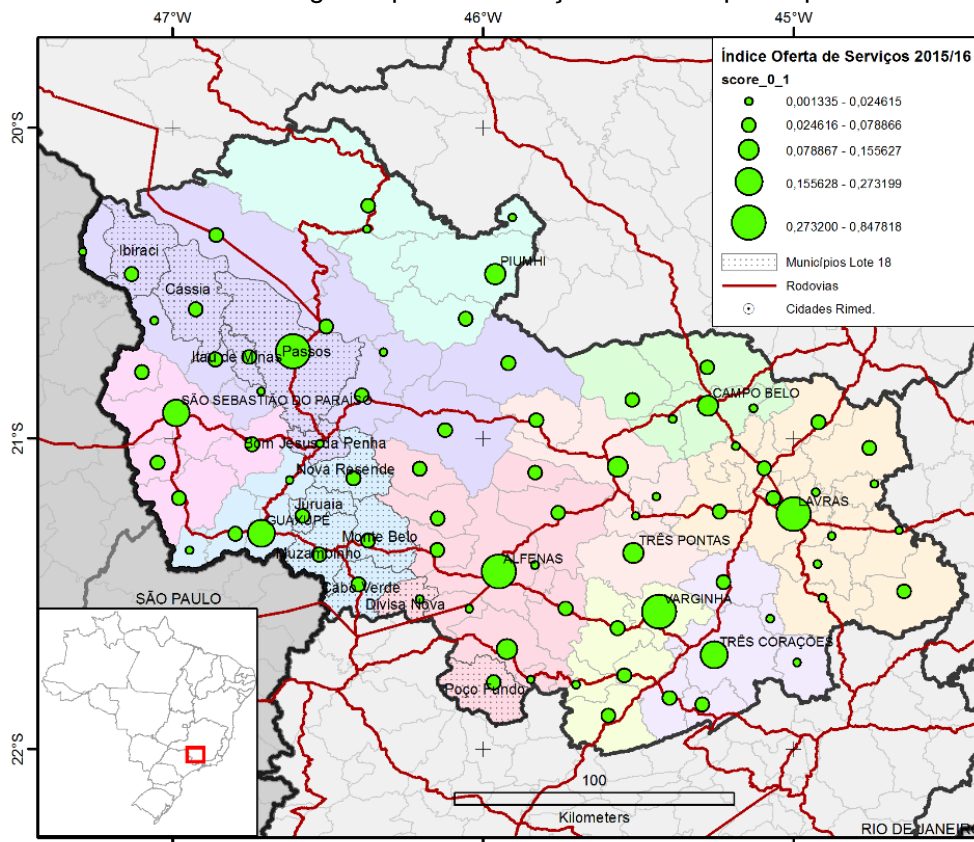 47°W
46°W
45°W
Índice Oferta de Serviços 2015/16
score_0_1
0,001335 - 0,024615
0,024616 - 0,078866
0,078867 - 0,155627
0,155628 - 0,273199
0,273200 - 0,847818
Municípios Lote 18
Rodovias
Cidades Rimed.
20°S
21°S
22°S
Ibiraci
PIUMHI
Cássia
Itaú de Minas
Passos
SÃO SEBASTIÃO DO PARAÍSO
CAMPO BELO
Bom Jesus da Penha
Nova Resende
Juruaia
LAVRAS
GUAXUPÉ
Monte Belo
TRÊS PONTAS
Muzambinho
ALFENAS
Cabo Verde
SÃO PAULO
Divisa Nova
VARGINHA
TRÊS CORAÇÕES
Poço Fundo
100
Kilometers
RIO DE JANEIRO